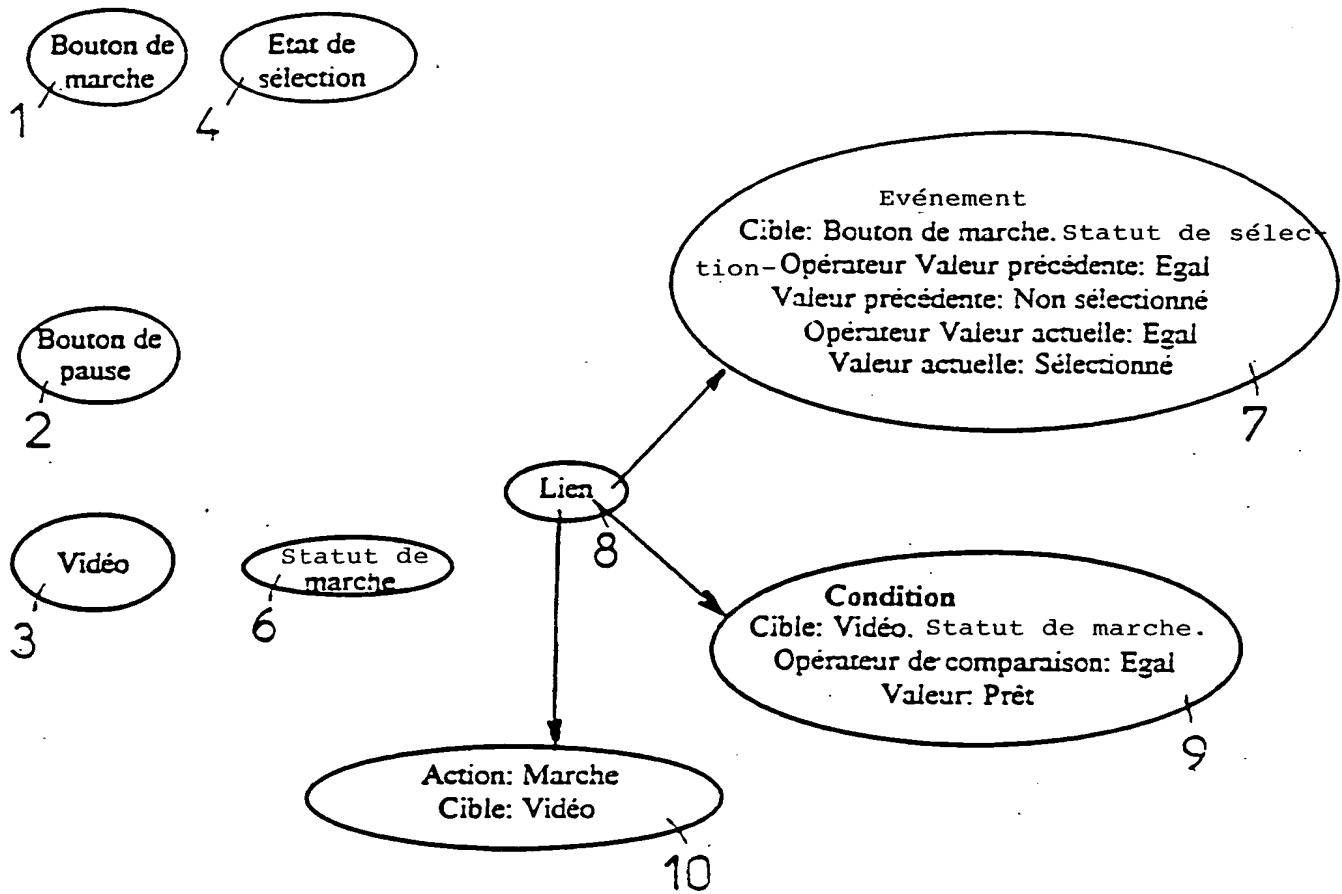 Bouton de
marche
1
Etat de
sélection
4
Evénement
Cible: Bouton de marche. Statut de sélec-
tion-Opérateur Valeur précédente: Egal
Valeur précédente: Non sélectionné
Opérateur Valeur actuelle: Egal
Valeur actuelle: Sélectionné
7
Bouton de
pause
2
Lien
8
Vidéo
3
Statut de
marche
6
Condition
Cible: Vidéo. Statut de marche.
Opérateur de comparaison: Egal
Valeur: Prêt
9
Action: Marche
Cible: Vidéo
10